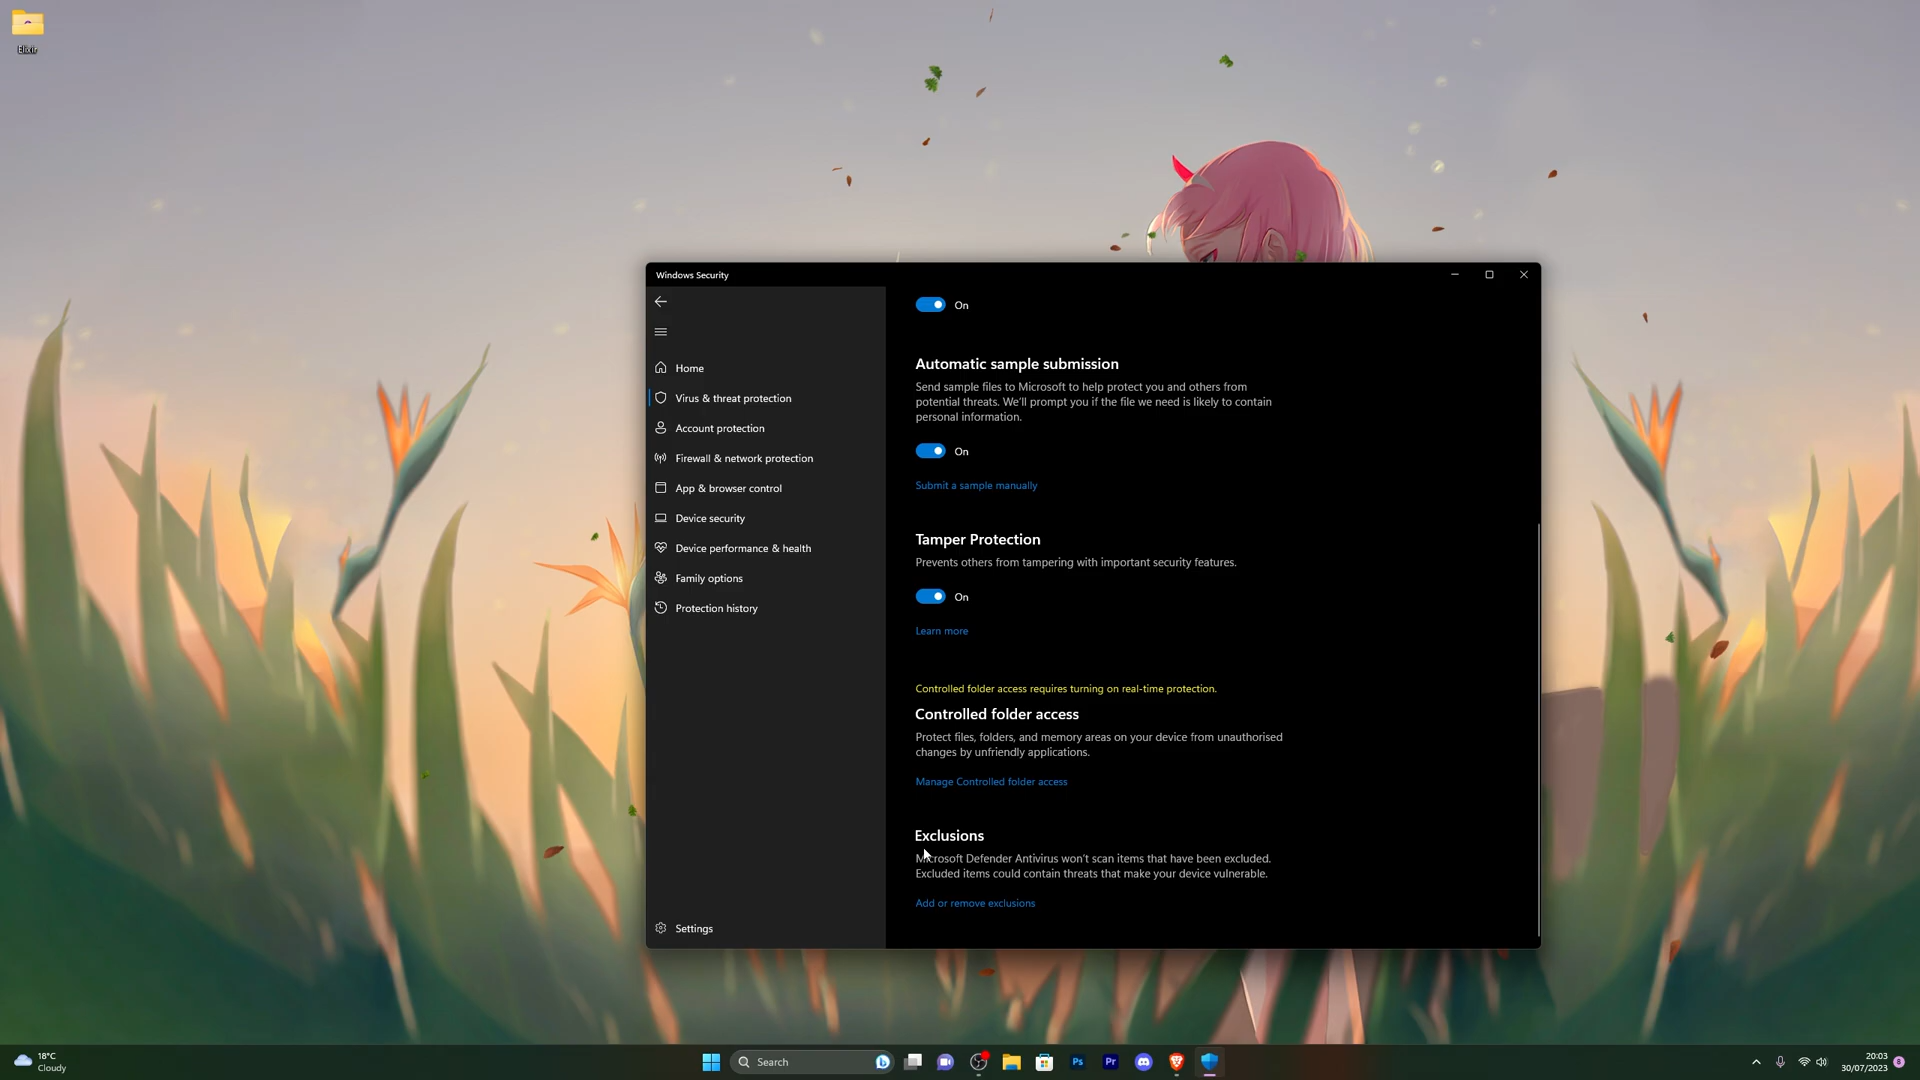 Elixir
Windows Security
Home
Virus & threat protection
Account protection
Firewall & network protection
App & browser control
Device security
Device performance & health
Family options
Protection history
Settings
On
Automatic sample submission
Send sample files to Microsoft to help protect you and others from
potential threats. We'll prompt you if the file we need is likely to contain
personal information.
On
Submit a sample manually
Tamper Protection
Prevents others from tampering with important security features.
On
Learn more
Controlled folder access requires turning on real-time protection.
Controlled folder access
Protect files, folders, and memory areas on your device from unauthorised
changes by unfriendly applications.
Manage Controlled folder access
Exclusions
Microsoft Defender Antivirus won't scan items that have been excluded.
Excluded items could contain threats that make your device vulnerable.
Add or remove exclusions
18°C
Cloudy
Search
Ps
Pr
20:03
30/07/2023
8